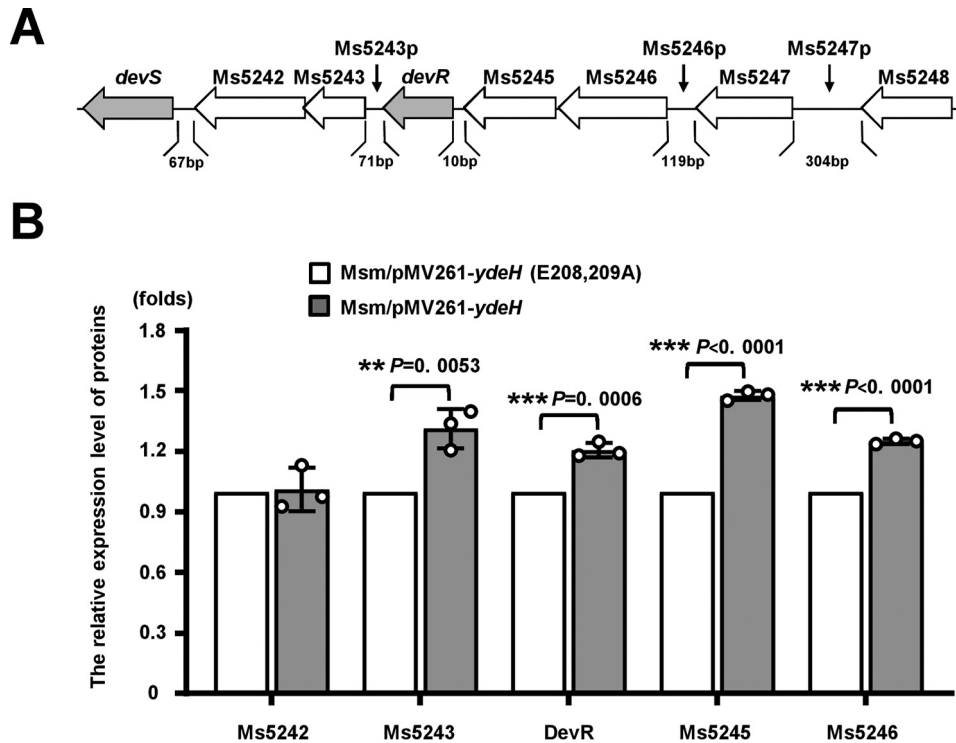 A
Ms5243p
Ms5246p
Ms5247p
devS
Ms5242
Ms5243
devR
Ms5245
Ms5246
Ms5247
Ms5248
67bp
71bp
10bp
119bp
304bp
B
Msm/pMV261-ydeH (E208,209A)
Msm/pMV261-ydeH
(folds)
The relative expression level of proteins
1.8
1.5
1.2
0.9
0.6
0.3
0
** P=0. 0053
*** P=0. 0006
*** P<0. 0001
*** P<0. 0001
Ms5242
Ms5243
DevR
Ms5245
Ms5246